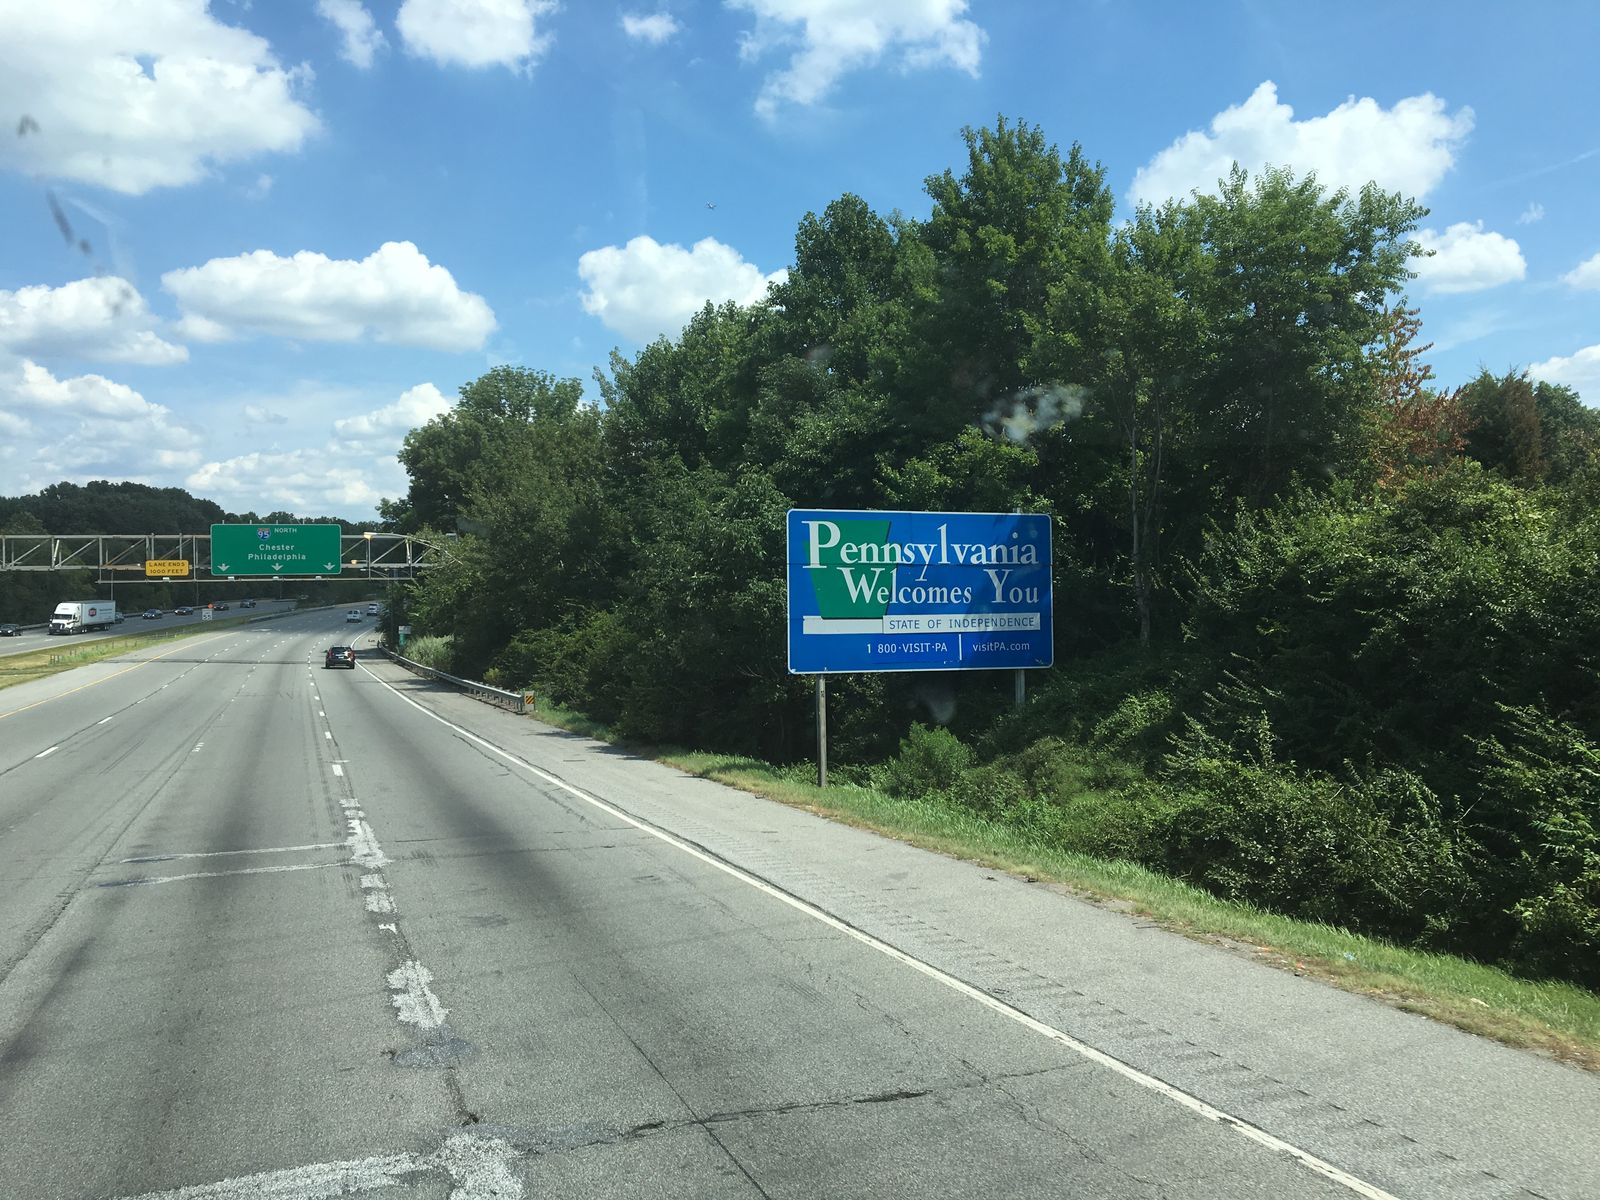 95 NORTH
Chester
Philadelphia
LANE ENDS
1000 FEET
55
Pennsylvania
Welcomes You
STATE OF INDEPENDENCE
1 800·VISIT·PA visitPA.com